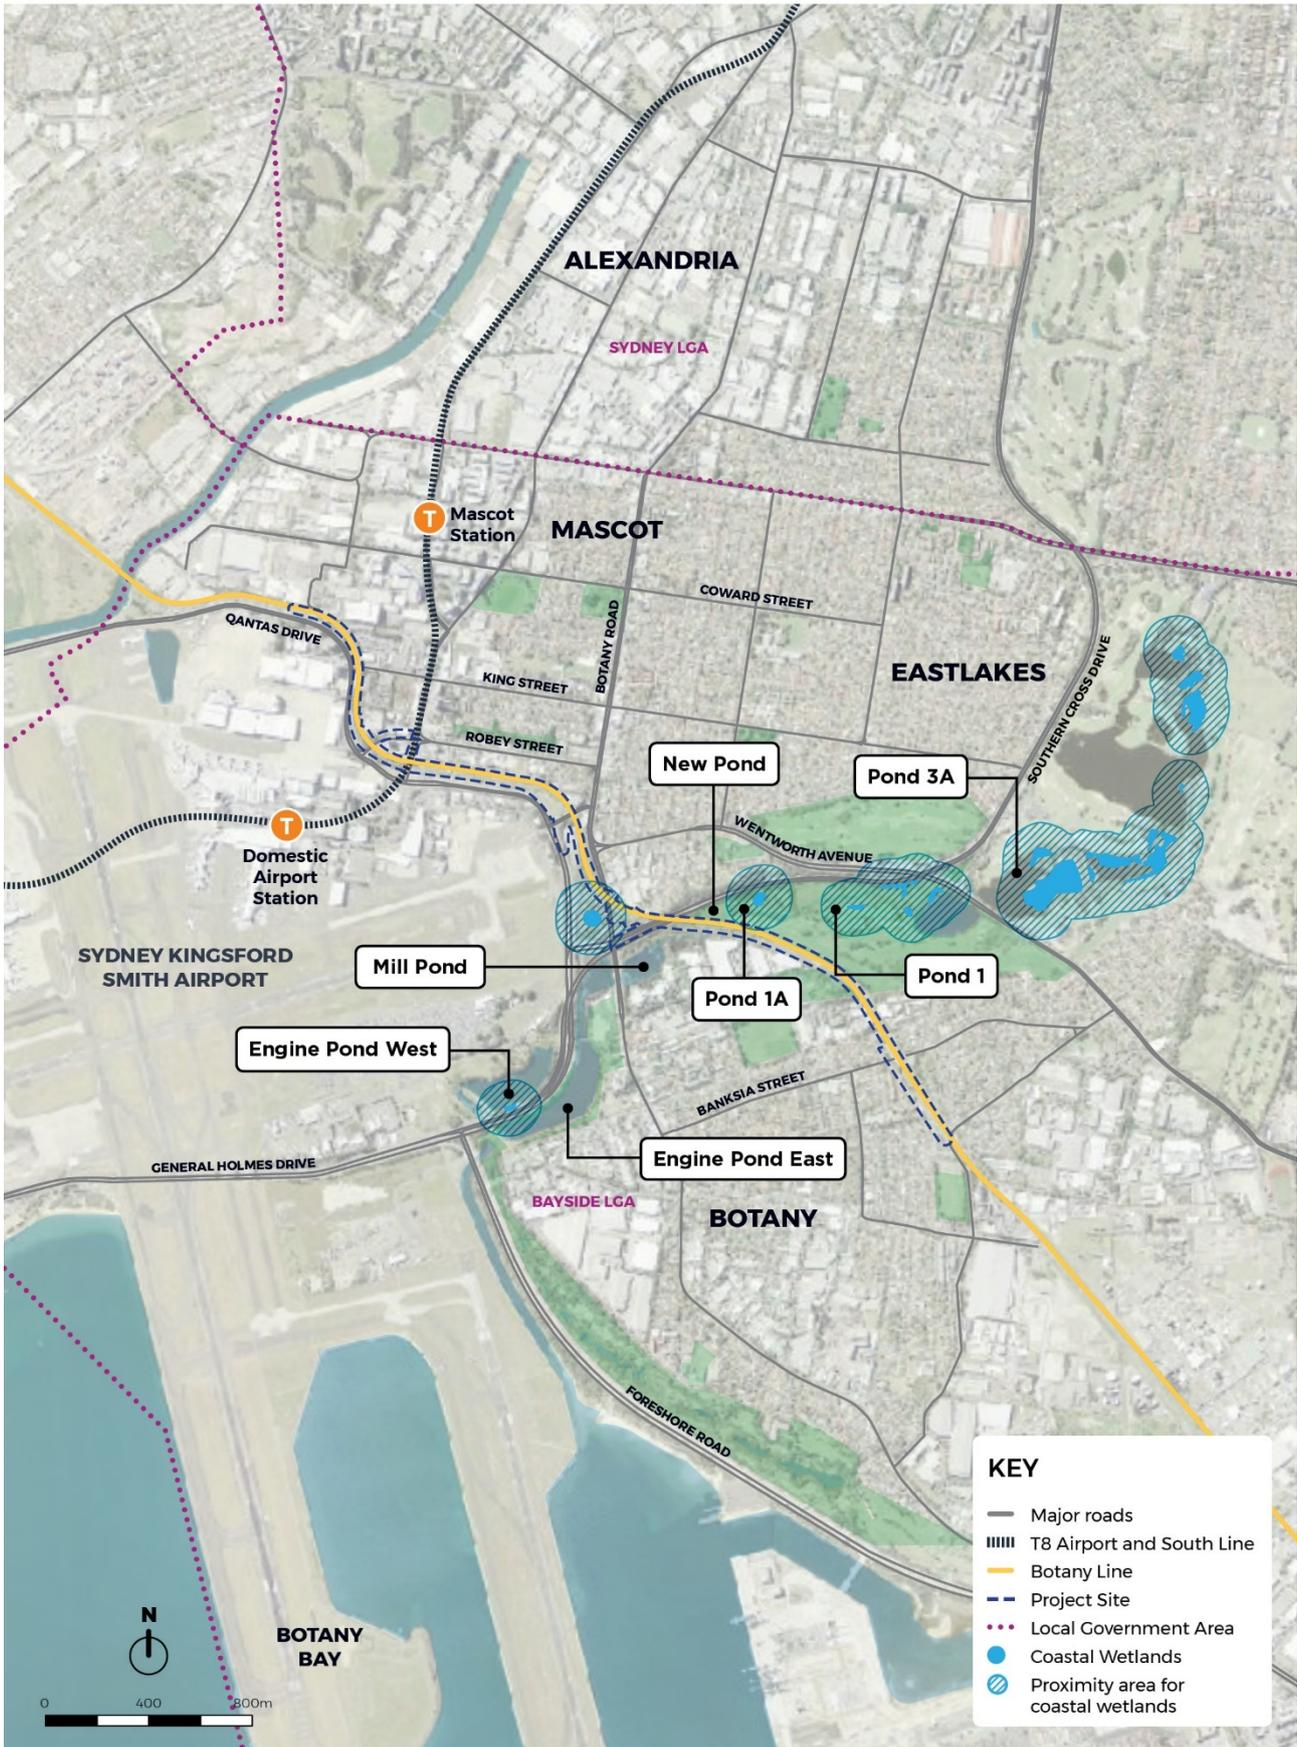 ALEXANDRIA
SYDNEY LGA
T
Mascot
Station
MASCOT
COWARD STREET
QANTAS DRIVE
BOTANY ROAD
KING STREET
EASTLAKES
SOUTHERN CROSS DRIVE
ROBEY STREET
New Pond
Pond 3A
T
Domestic
Airport
Station
WENTWORTH AVENUE
SYDNEY KINGSFORD
SMITH AIRPORT
Mill Pond
Pond 1A
Pond 1
Engine Pond West
BANKSIA STREET
Engine Pond East
GENERAL HOLMES DRIVE
BAYSIDE LGA
BOTANY
FORESHORE ROAD
KEY
Major roads
T8 Airport and South Line
Botany Line
Project Site
Local Government Area
Coastal Wetlands
Proximity area for
coastal wetlands
N
BOTANY
BAY
0 400 800m